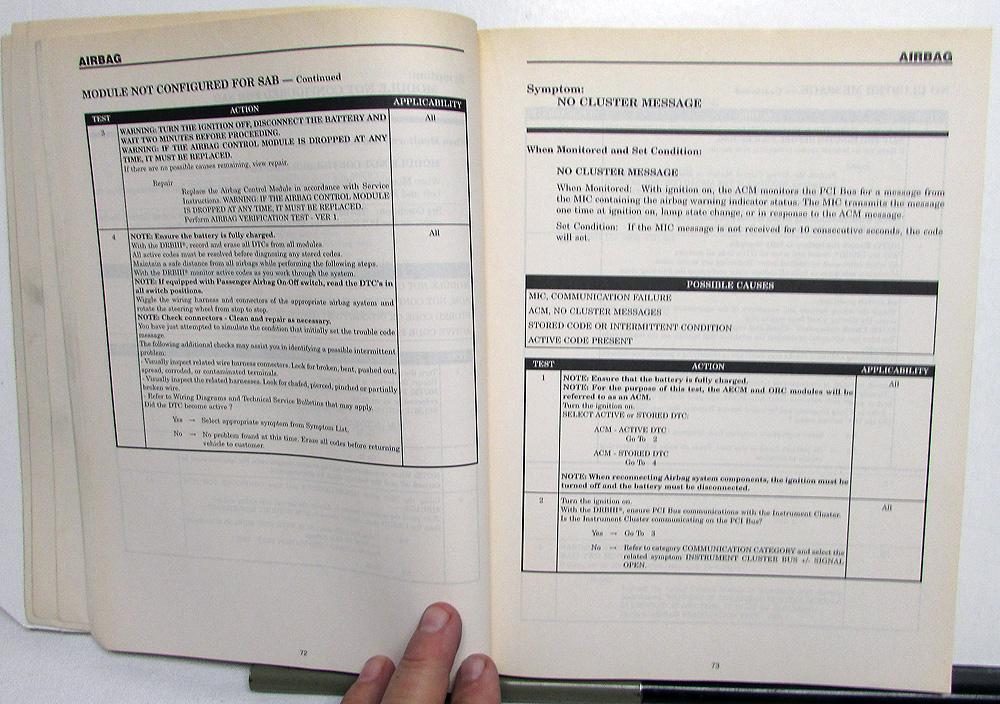 AIRBAG
MODULE NOT CONFIGURED FOR SAB — Continued
TEST ACTION APPLICABILITY
3 WARNING: TURN THE IGNITION OFF, DISCONNECT THE BATTERY AND All
WAIT TWO MINUTES BEFORE PROCEEDING.
WARNING: IF THE AIRBAG CONTROL MODULE IS DROPPED AT ANY
TIME, IT MUST BE REPLACED.
If there are no possible causes remaining, view repair.
Repair
Replace the Airbag Control Module in accordance with Service
Instructions. WARNING: IF THE AIRBAG CONTROL MODULE
IS DROPPED AT ANY TIME, IT MUST BE REPLACED.
Perform AIRBAG VERIFICATION TEST - VER 1.
4 NOTE: Ensure the battery is fully charged. All
With the DRBIII®, record and erase all DTCs from all modules.
All active codes must be resolved before diagnosing any stored codes.
Maintain a safe distance from all airbags while performing the following steps.
With the DRBIII® monitor active codes as you work through the system.
NOTE: If equipped with Passenger Airbag On-Off switch, read the DTC's in
all switch positions.
Wiggle the wiring harness and connectors of the appropriate airbag system and
rotate the steering wheel from stop to stop.
NOTE: Check connectors - Clean and repair as necessary.
You have just attempted to simulate the condition that initially set the trouble code
message.
The following additional checks may assist you in identifying a possible intermittent
problem:
- Visually inspect related wire harness connectors. Look for broken, bent, pushed out,
spread, corroded, or contaminated terminals.
- Visually inspect the related harnesses. Look for chafed, pierced, pinched or partially
broken wire.
- Refer to Wiring Diagrams and Technical Service Bulletins that may apply.
Did the DTC become active ?
Yes → Select appropriate symptom from Symptom List.
No → No problem found at this time. Erase all codes before returning
vehicle to customer.
72
AIRBAG
Symptom:
NO CLUSTER MESSAGE
When Monitored and Set Condition:
NO CLUSTER MESSAGE
When Monitored: With ignition on, the ACM monitors the PCI Bus for a message from
the MIC containing the airbag warning indicator status. The MIC transmits the message
one time at ignition on, lamp state change, or in response to the ACM message.
Set Condition: If the MIC message is not received for 10 consecutive seconds, the code
will set.
POSSIBLE CAUSES
MIC, COMMUNICATION FAILURE
ACM, NO CLUSTER MESSAGES
STORED CODE OR INTERMITTENT CONDITION
ACTIVE CODE PRESENT
TEST ACTION APPLICABILITY
1 NOTE: Ensure that the battery is fully charged. All
NOTE: For the purpose of this test, the AECM and ORC modules will be
referred to as an ACM.
Turn the ignition on.
SELECT ACTIVE or STORED DTC:
ACM - ACTIVE DTC
Go To 2
ACM - STORED DTC
Go To 4
NOTE: When reconnecting Airbag system components, the ignition must be
turned off and the battery must be disconnected.
2 Turn the ignition on. All
With the DRBIII®, ensure PCI Bus communications with the Instrument Cluster.
Is the Instrument Cluster communicating on the PCI Bus?
Yes → Go To 3
No → Refer to category COMMUNICATION CATEGORY and select the
related symptom INSTRUMENT CLUSTER BUS +/- SIGNAL
OPEN.
73